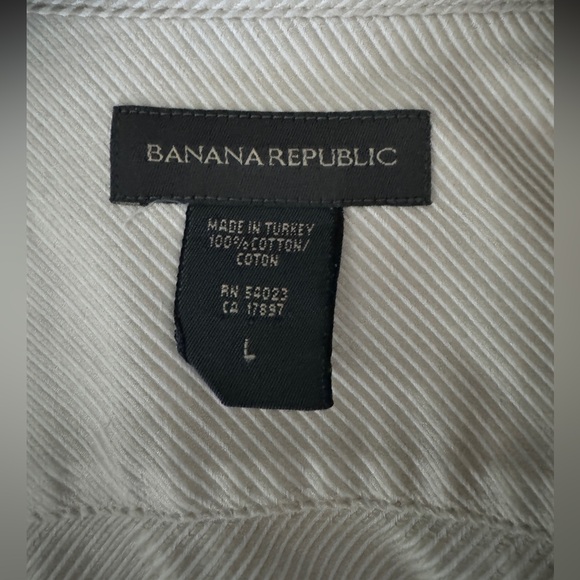 BANANA REPUBLIC
MADE IN TURKEY
100% COTTON/
COTON
RN 54023
CA 17897
L